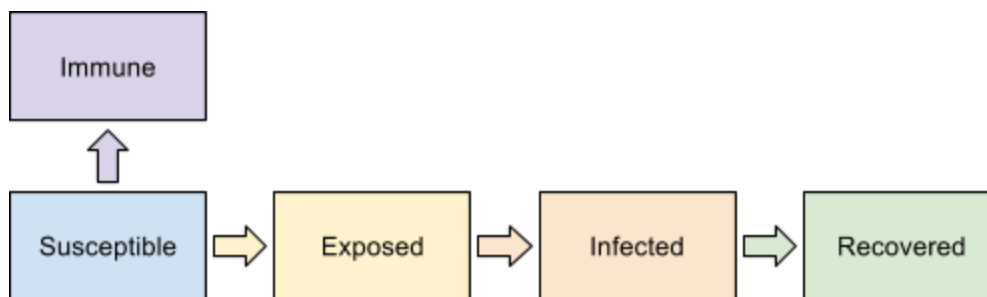 Immune
Susceptible
Exposed
Infected
Recovered